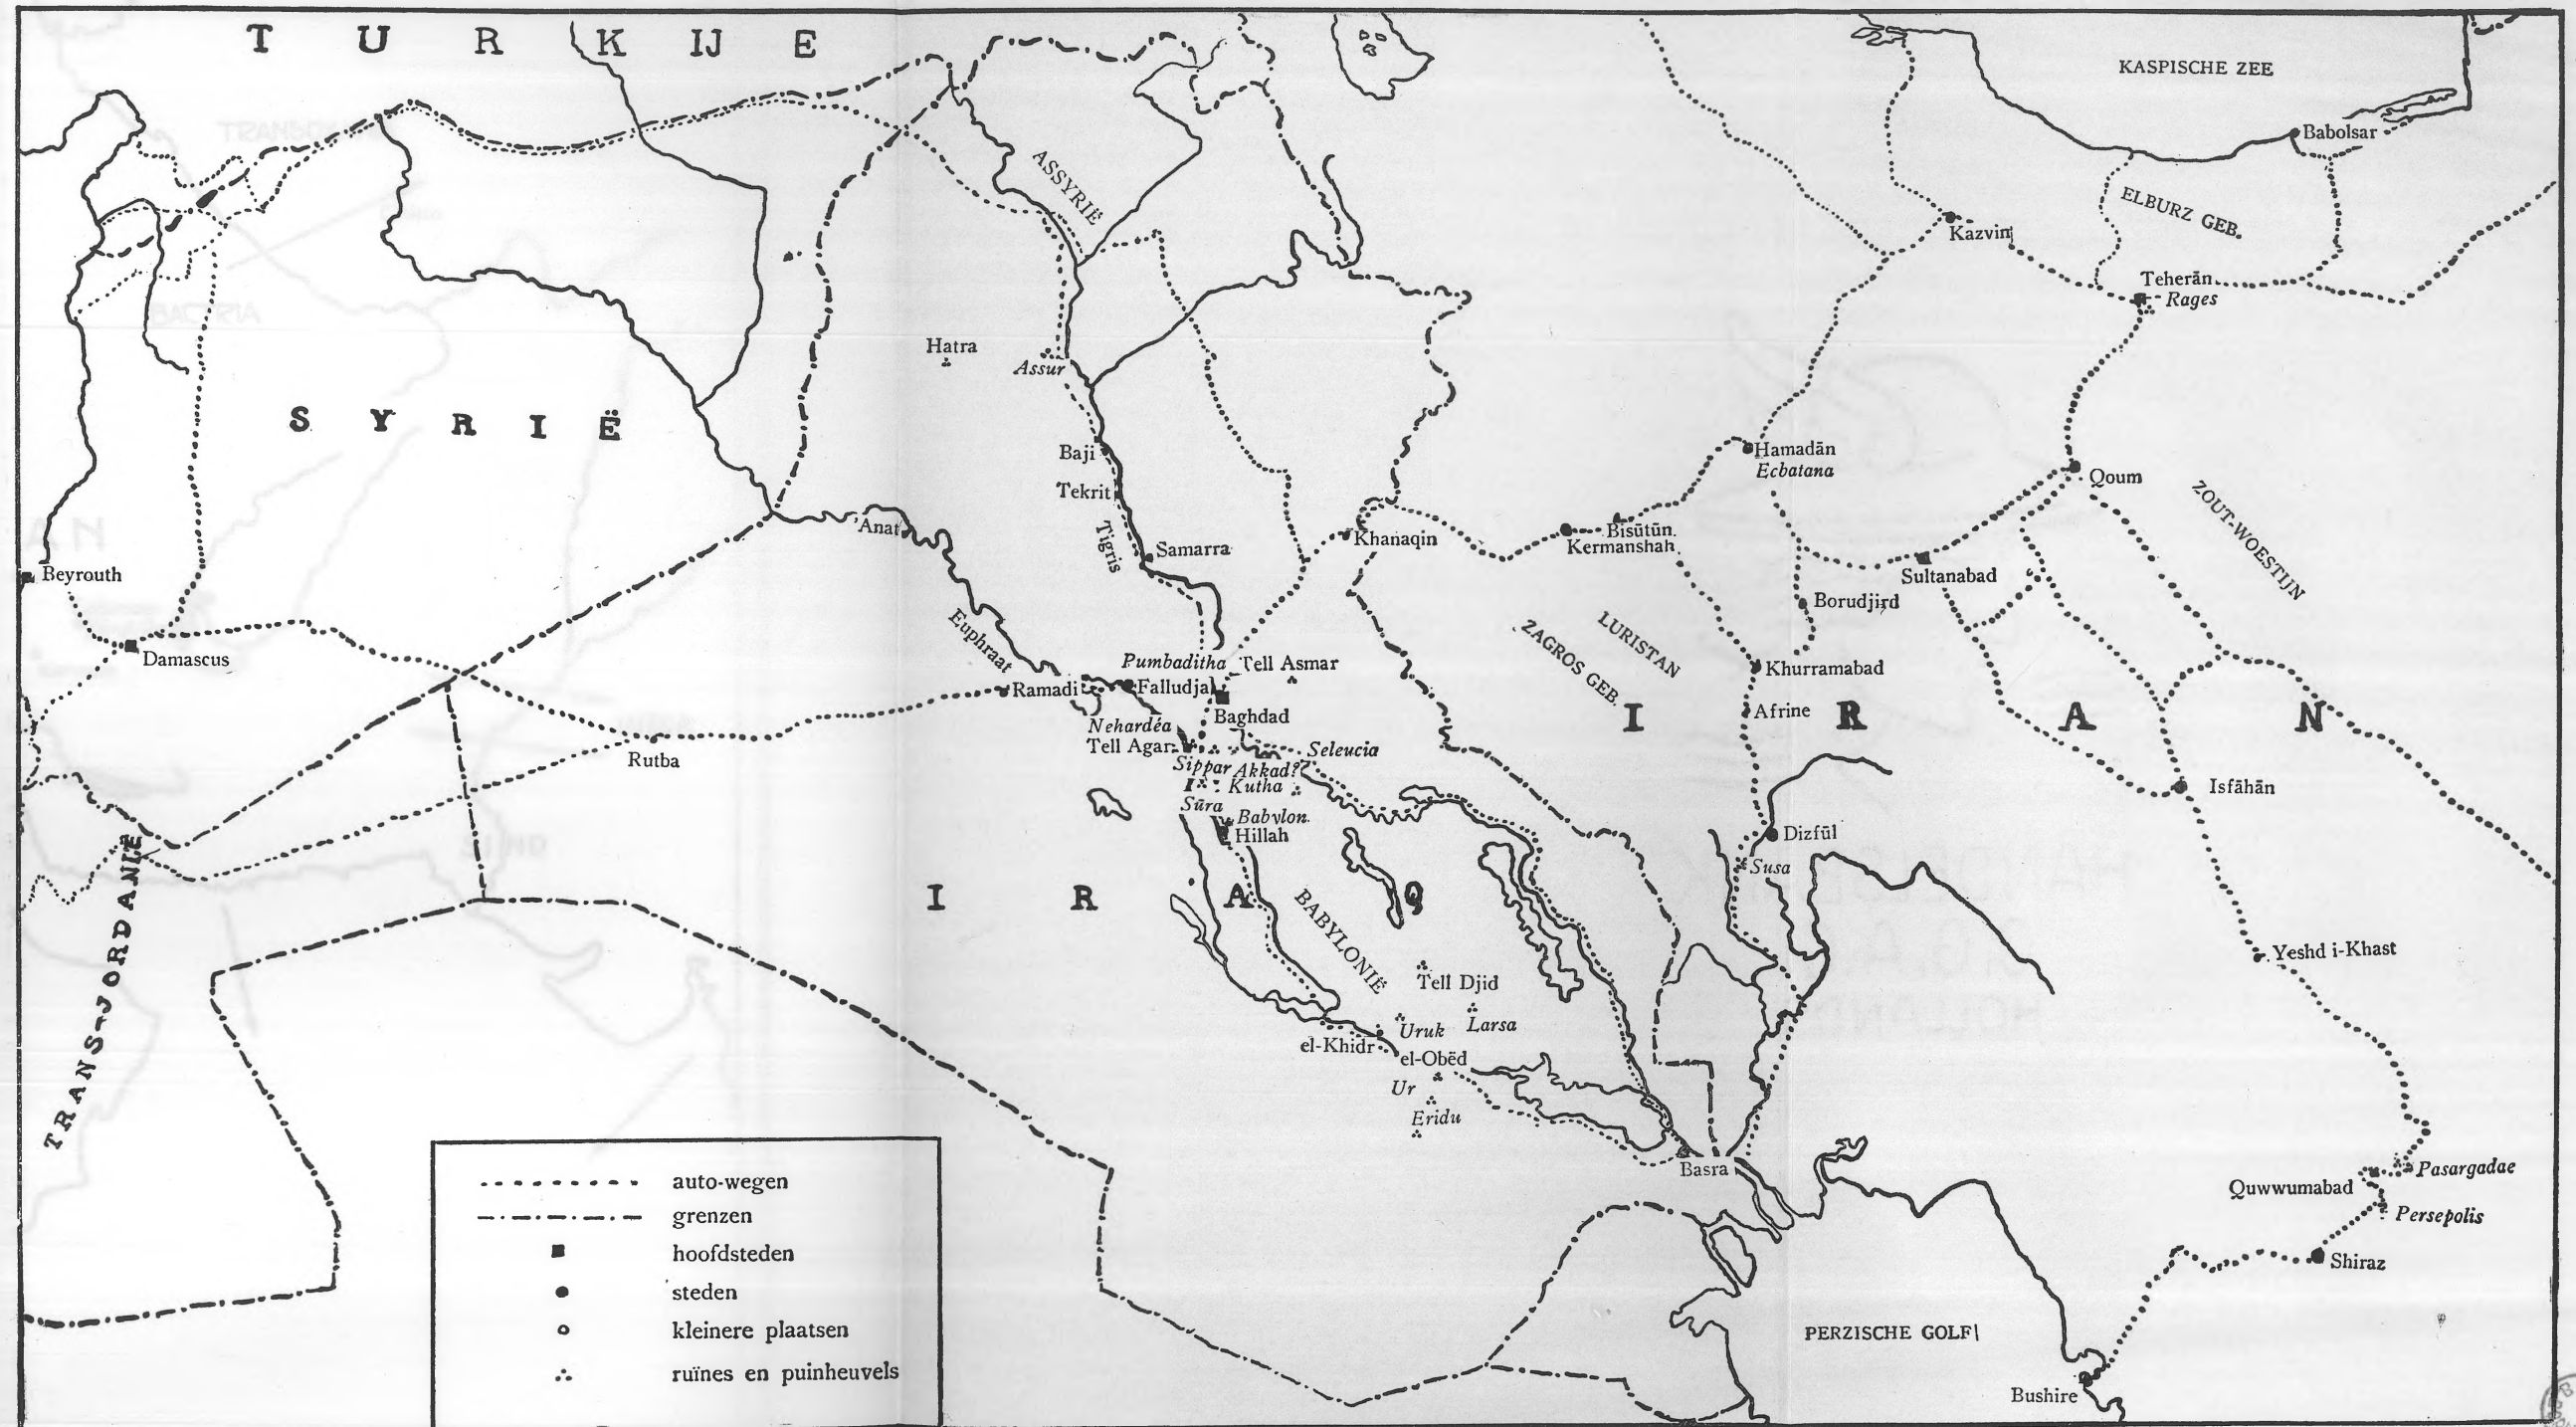 TURKIJE
KASPISCHE ZEE
Babolsar
ASSYRIË
ELBURZ GEB.
Kazvin
Teherān
Rages
Hatra
Assur
SYRIË
Baji
Hamadān
Ecbatana
Tekrit
Qoum
ZOUT-WOESTIJN
Anat
Tigris
Khanaqin
Bisūtūn
Kermanshah
Samarra
Beyrouth
Sultanabad
Borudjird
Euphraat
LURISTAN
ZAGROS GEB.
Damascus
Pumbaditha
Tell Asmar
Khurramabad
Ramadi
Falludja
Baghdad
Afrine
IRAN
Nehardéa
Tell Agar
Seleucia
Rutba
Sippar
Akkad?
Kutha
Isfāhān
Sūra
Babylon
Hillah
Dizfūl
Susa
TRANS-JORDANIË
IRAQ
BABYLONIË
Yeshd i-Khast
Tell Djid
Larsa
Uruk
el-Khidr
el-Obëd
Ur
Eridu
Basra
Pasargadae
Quwwumabad
Persepolis
Shiraz
PERZISCHE GOLF
Bushire
auto-wegen
grenzen
hoofdsteden
steden
kleinere plaatsen
ruïnes en puinheuvels